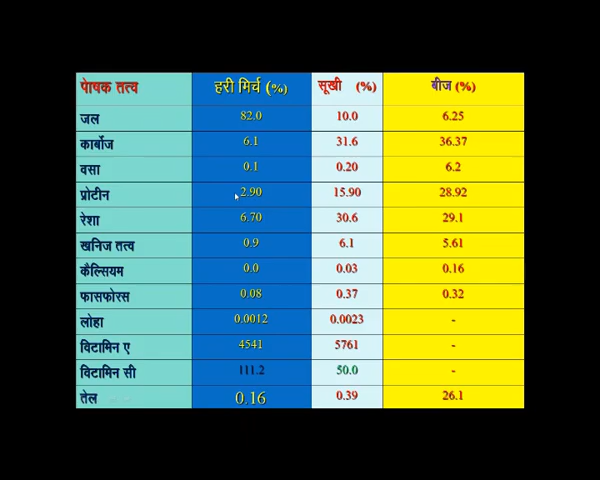 पोषक तत्व हरी मिर्च (%) सूखी (%) बीज (%)
जल 82.0 10.0 6.25
कार्बोज 6.1 31.6 36.37
वसा 0.1 0.20 6.2
प्रोटीन 2.90 15.90 28.92
रेशा 6.70 30.6 29.1
खनिज तत्व 0.9 6.1 5.61
कैल्सियम 0.0 0.03 0.16
फासफोरस 0.08 0.37 0.32
लोहा 0.0012 0.0023 -
विटामिन ए 4541 5761 -
विटामिन सी 111.2 50.0 -
तेल 0.16 0.39 26.1